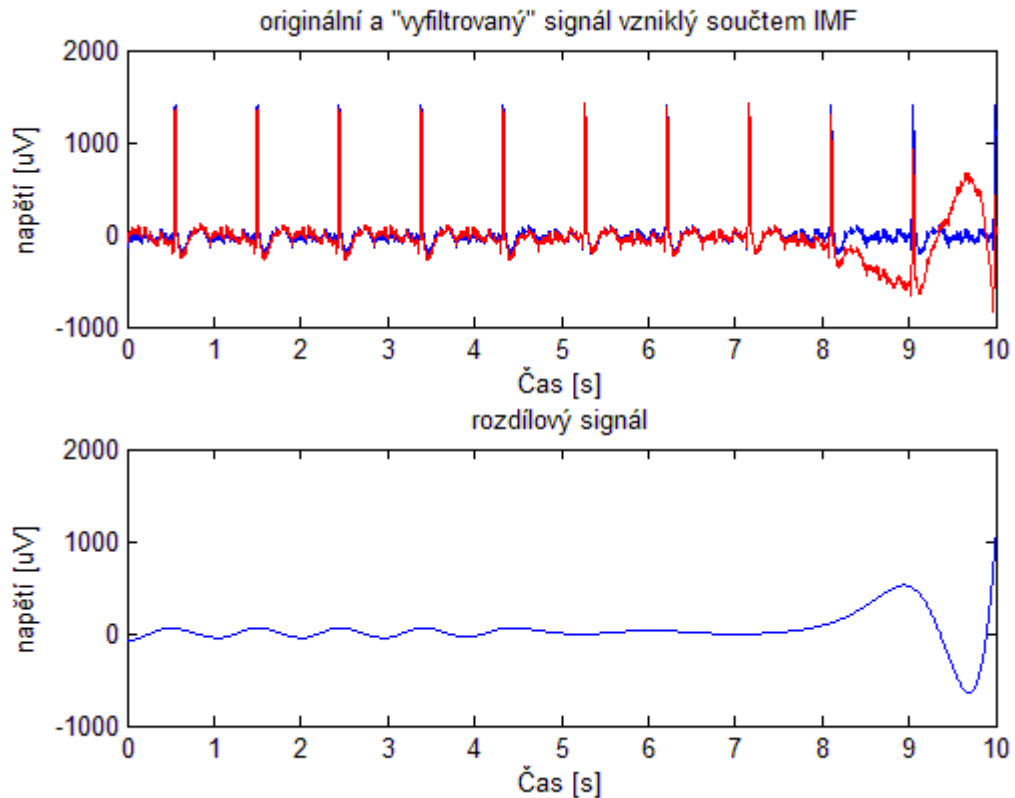 originální a "vyfiltrovaný" signál vzniklý součtem IMF
2000
1000
0
-1000
napětí [uV]
0 1 2 3 4 5 6 7 8 9 10
Čas [s]
rozdílový signál
2000
1000
0
-1000
napětí [uV]
0 1 2 3 4 5 6 7 8 9 10
Čas [s]